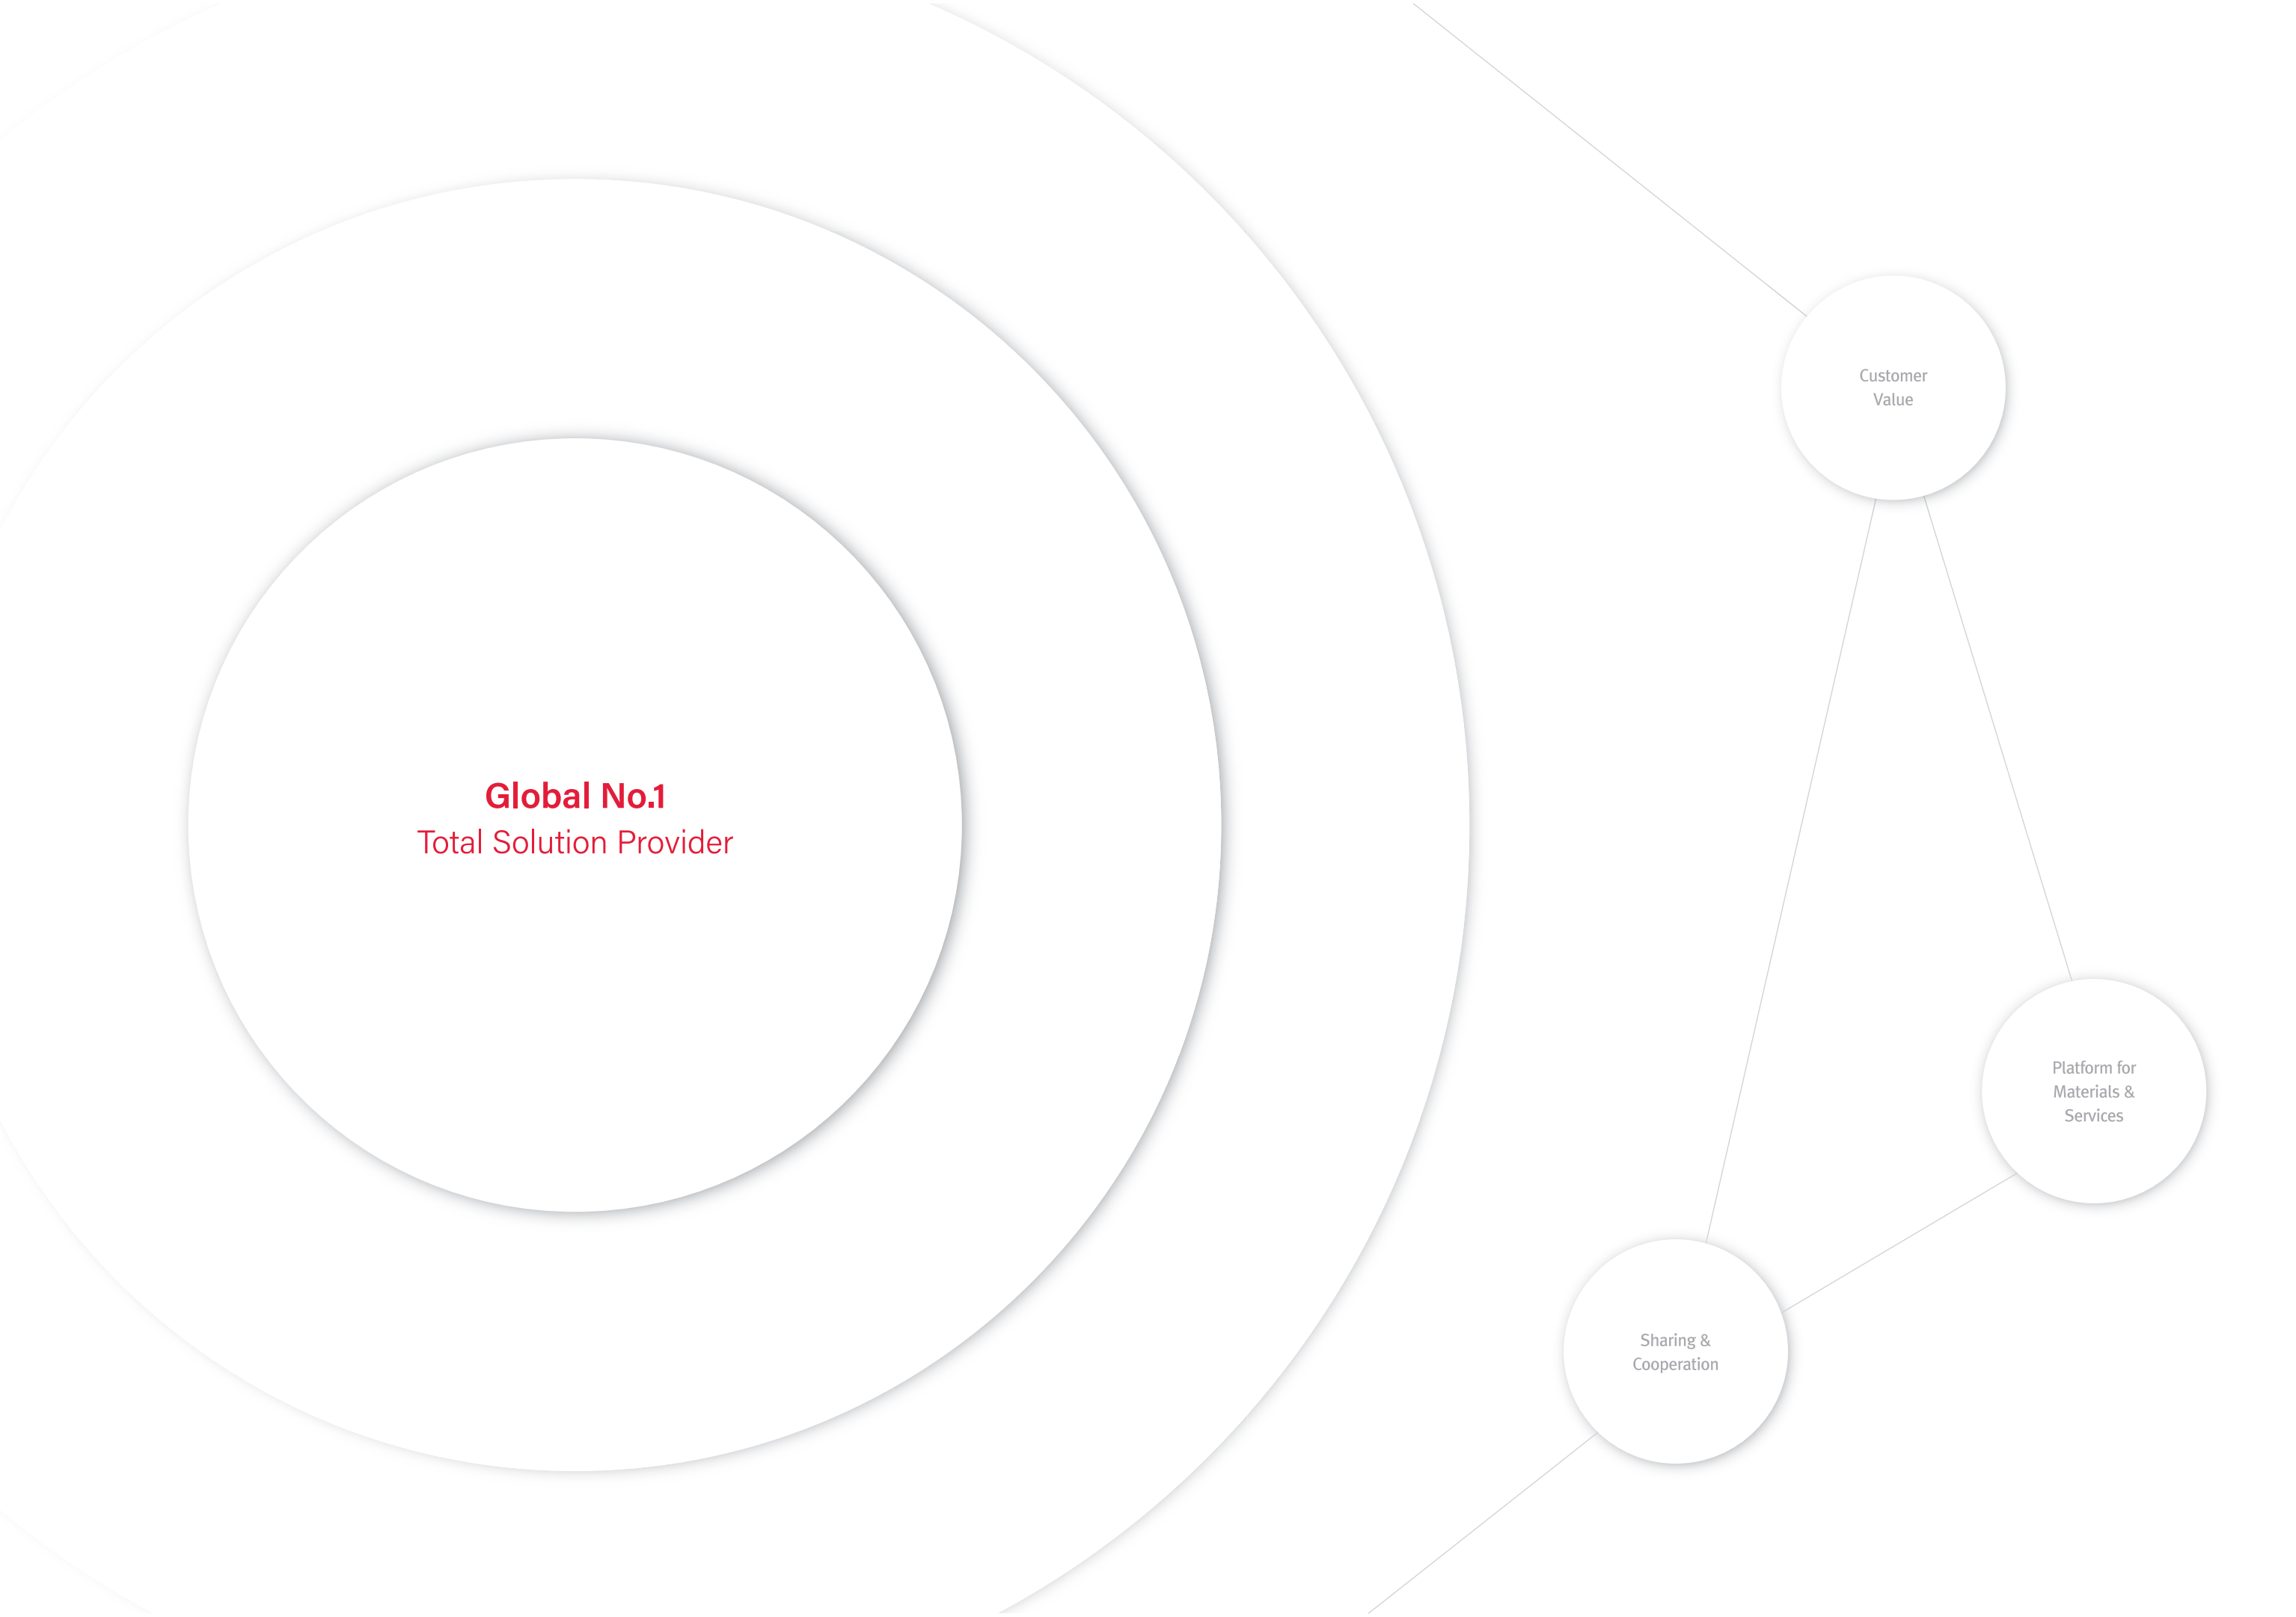 Global No.1
Total Solution Provider
Customer
Value
Platform for
Materials &
Services
Sharing &
Cooperation